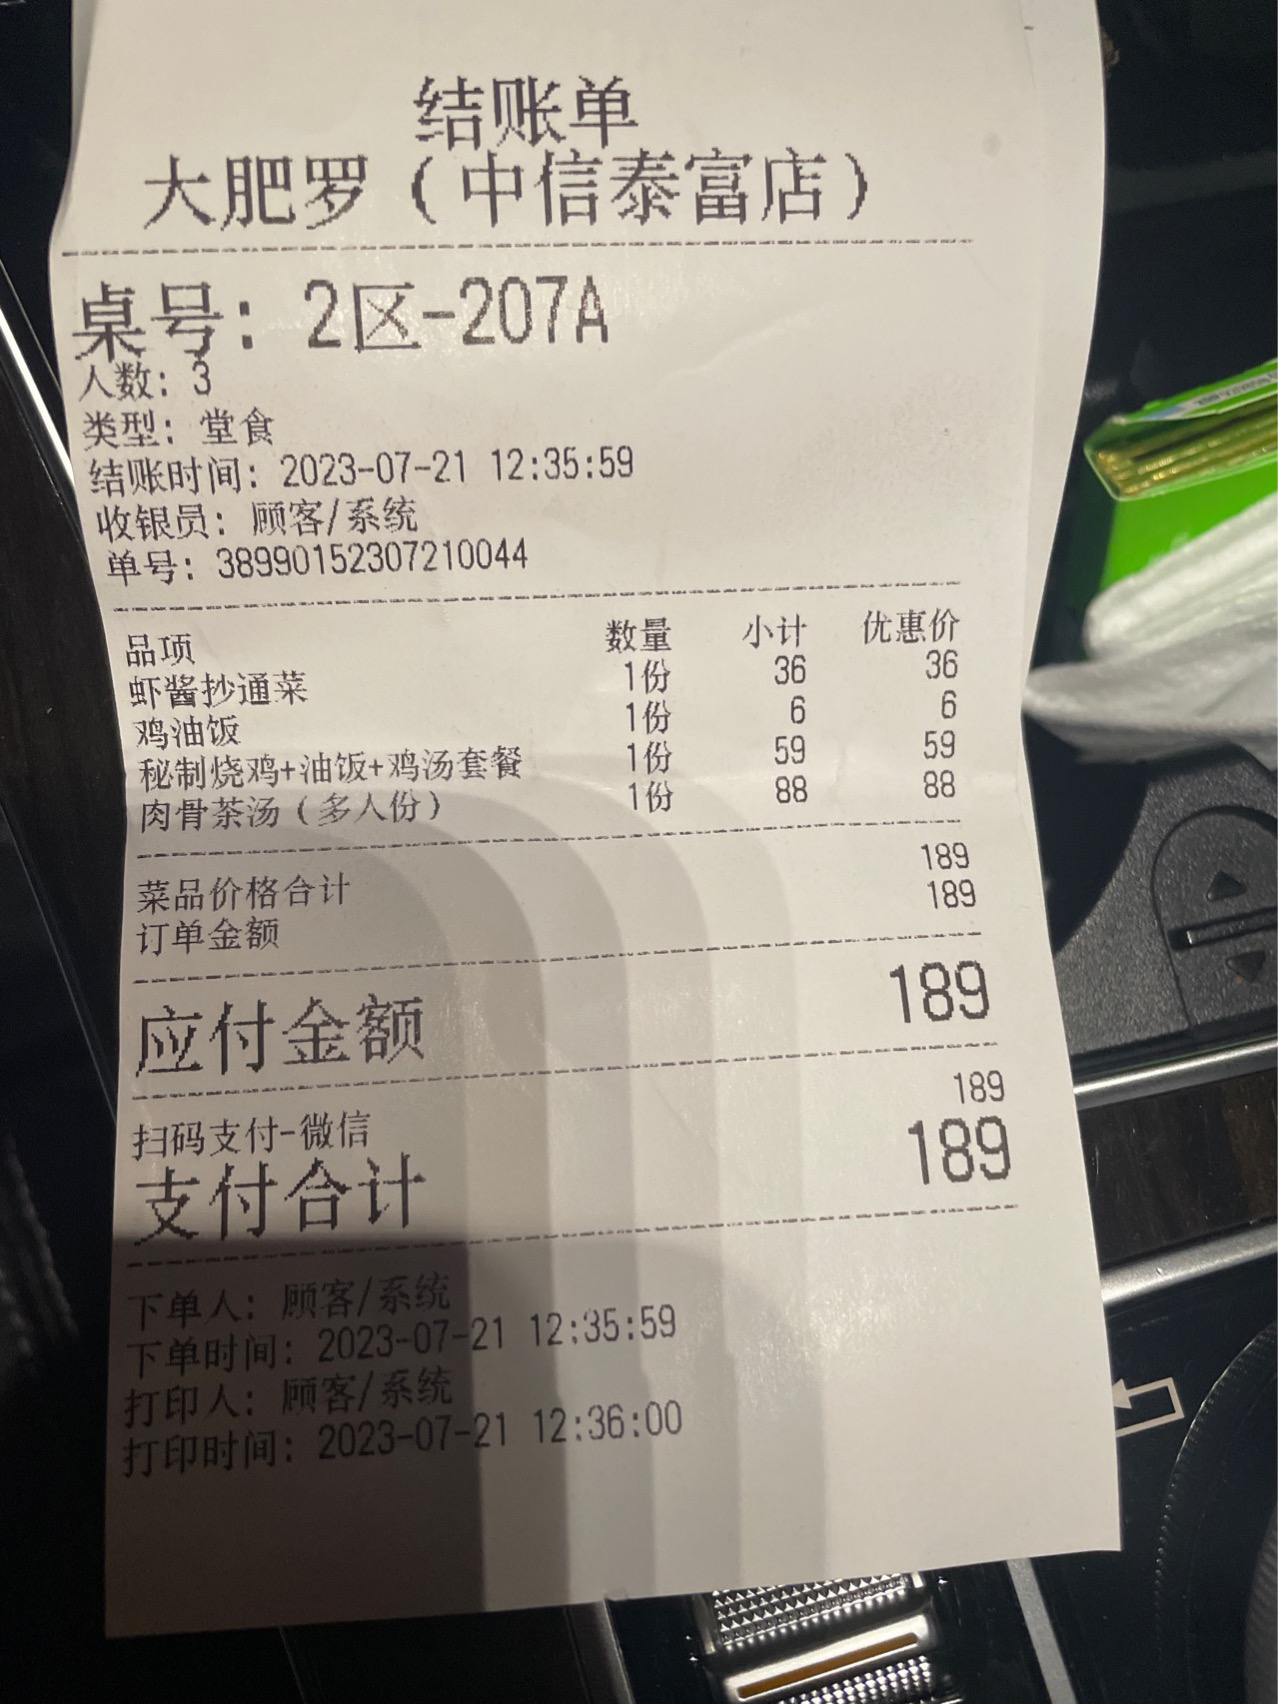 结账单
大肥罗（中信泰富店）
桌号: 2区-207A
人数: 3
类型: 堂食
结账时间: 2023-07-21 12:35:59
收银员: 顾客/系统
单号: 38990152307210044
品项 数量 小计 优惠价
虾酱抄通菜 1份 36 36
鸡油饭 1份 6 6
秘制烧鸡+油饭+鸡汤套餐 1份 59 59
肉骨茶汤（多人份） 1份 88 88
菜品价格合计 189
订单金额 189
应付金额 189
扫码支付-微信 189
支付合计 189
下单人: 顾客/系统
下单时间: 2023-07-21 12:35:59
打印人: 顾客/系统
打印时间: 2023-07-21 12:36:00